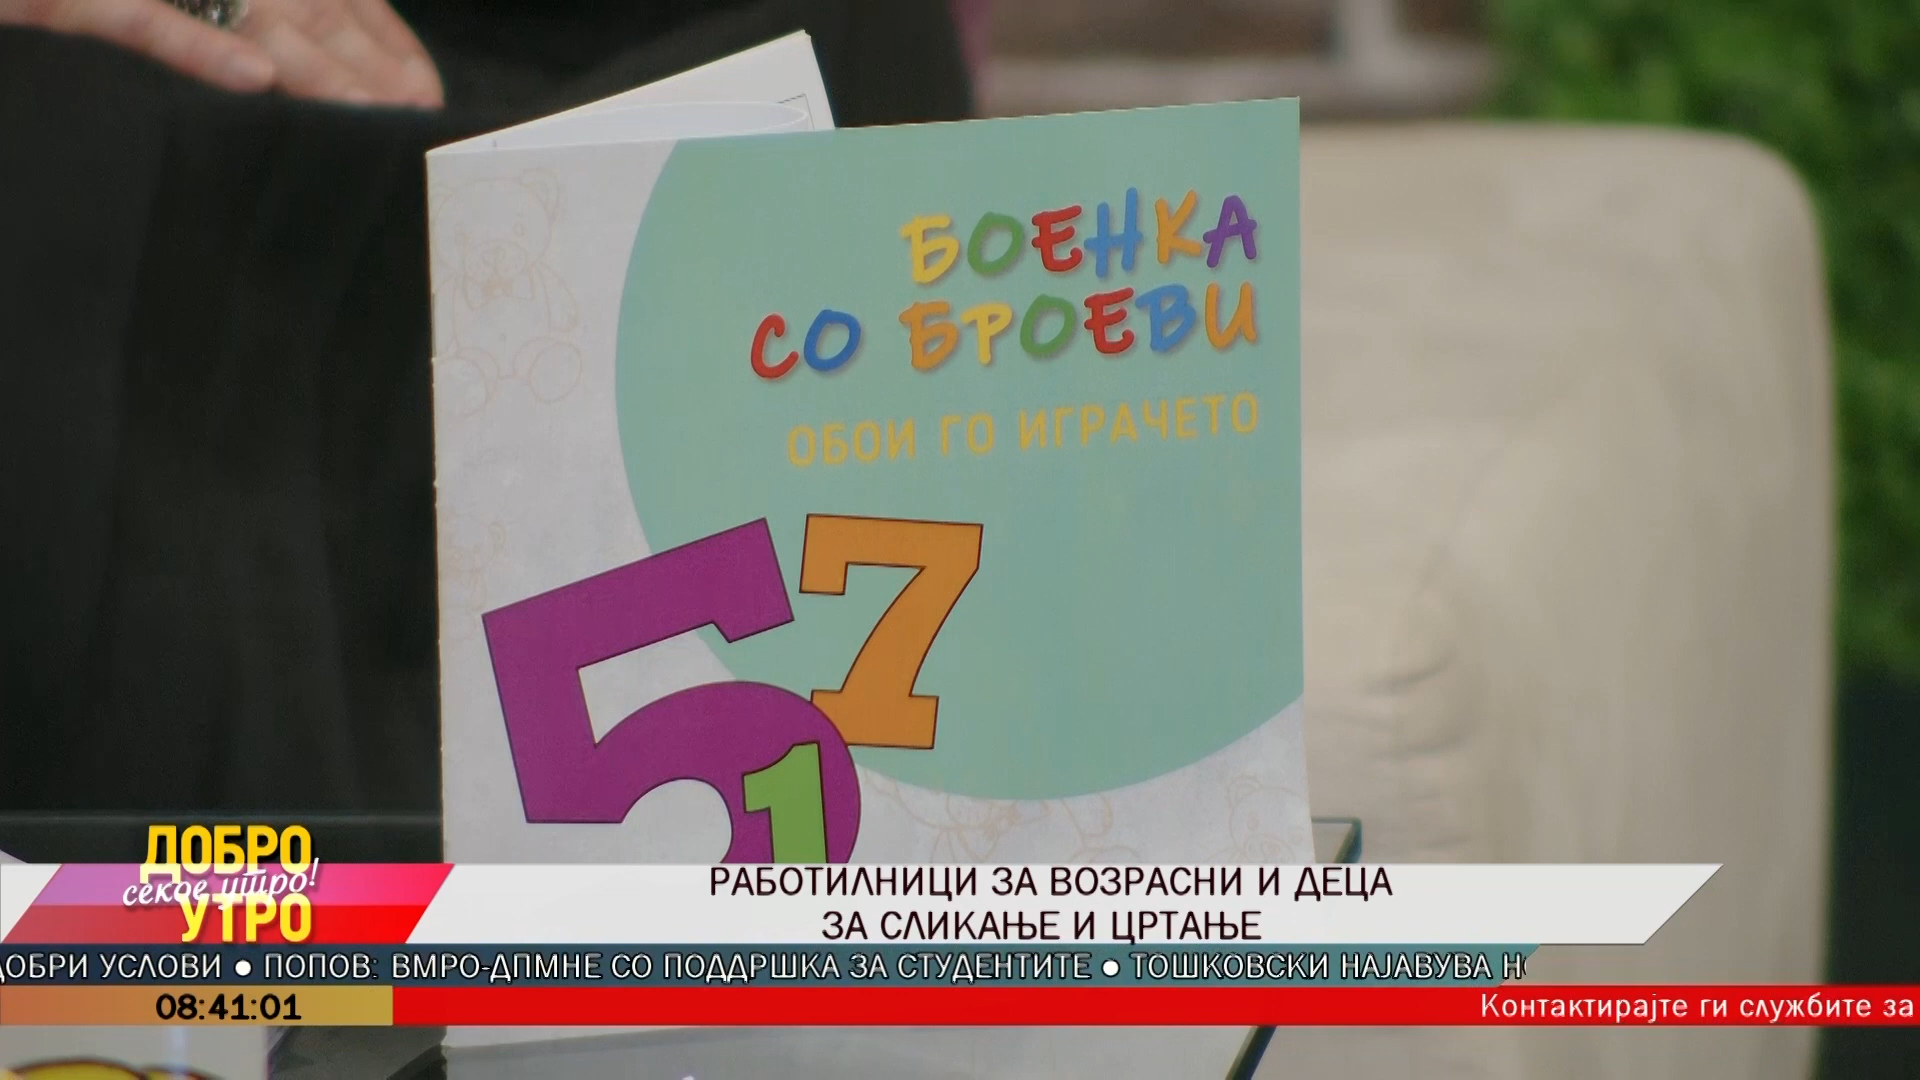 БОЕНКА
СО БРОЕВИ
ОБОИ ГО ИГРАЧЕТО
5 7
1
ДОБРО
секое утро!
УТРО
РАБОТИЛНИЦИ ЗА ВОЗРАСНИ И ДЕЦА
ЗА СЛИКАЊЕ И ЦРТАЊЕ
ДОБРИ УСЛОВИ • ПОПОВ: ВМРО-ДПМНЕ СО ПОДДРШКА ЗА СТУДЕНТИТЕ • ТОШКОВСКИ НАЈАВУВА
08:41:01
Контактирајте ги службите за